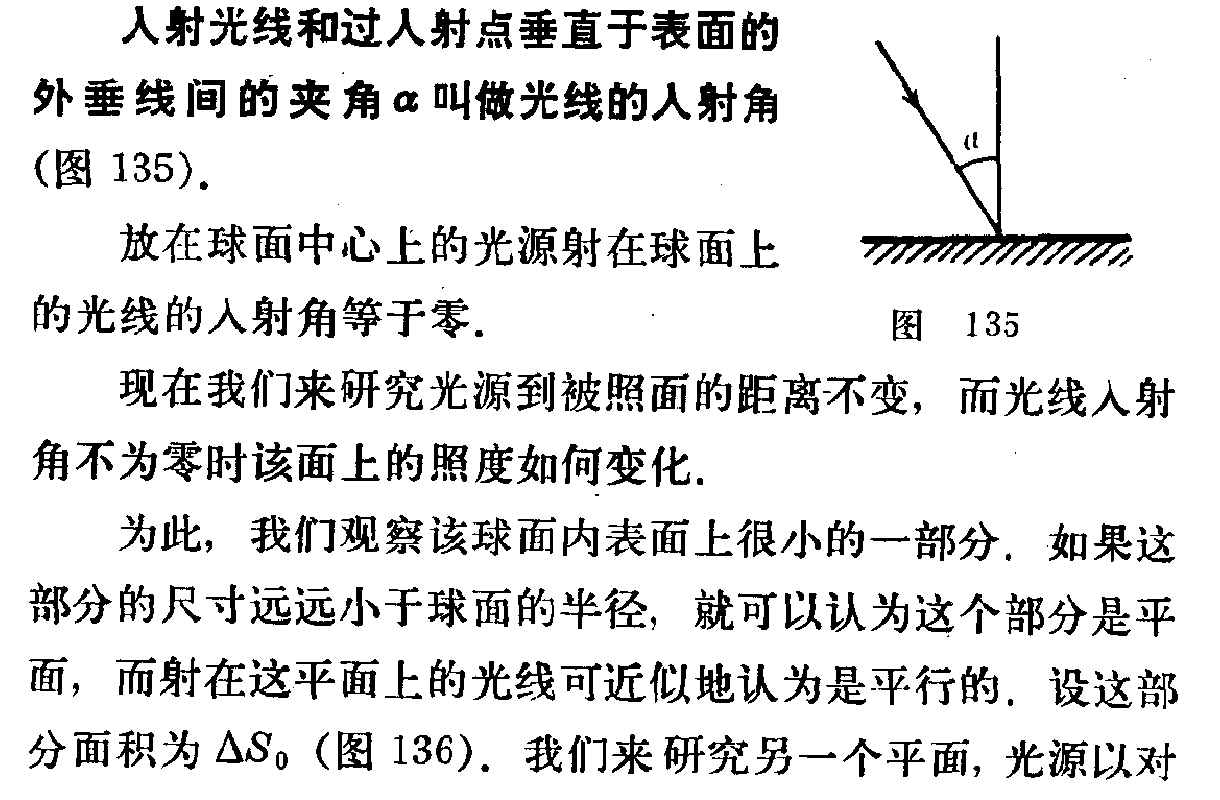 入射光线和过入射点垂直于表面的
外垂线间的夹角α叫做光线的入射角
(图 135).
α
放在球面中心上的光源射在球面上
的光线的入射角等于零.
图 135
现在我们来研究光源到被照面的距离不变, 而光线入射
角不为零时该面上的照度如何变化.
为此, 我们观察该球面内表面上很小的一部分. 如果这
部分的尺寸远远小于球面的半径, 就可以认为这个部分是平
面, 而射在这平面上的光线可近似地认为是平行的. 设这部
分面积为 ΔS₀ (图 136). 我们来研究另一个平面, 光源以对